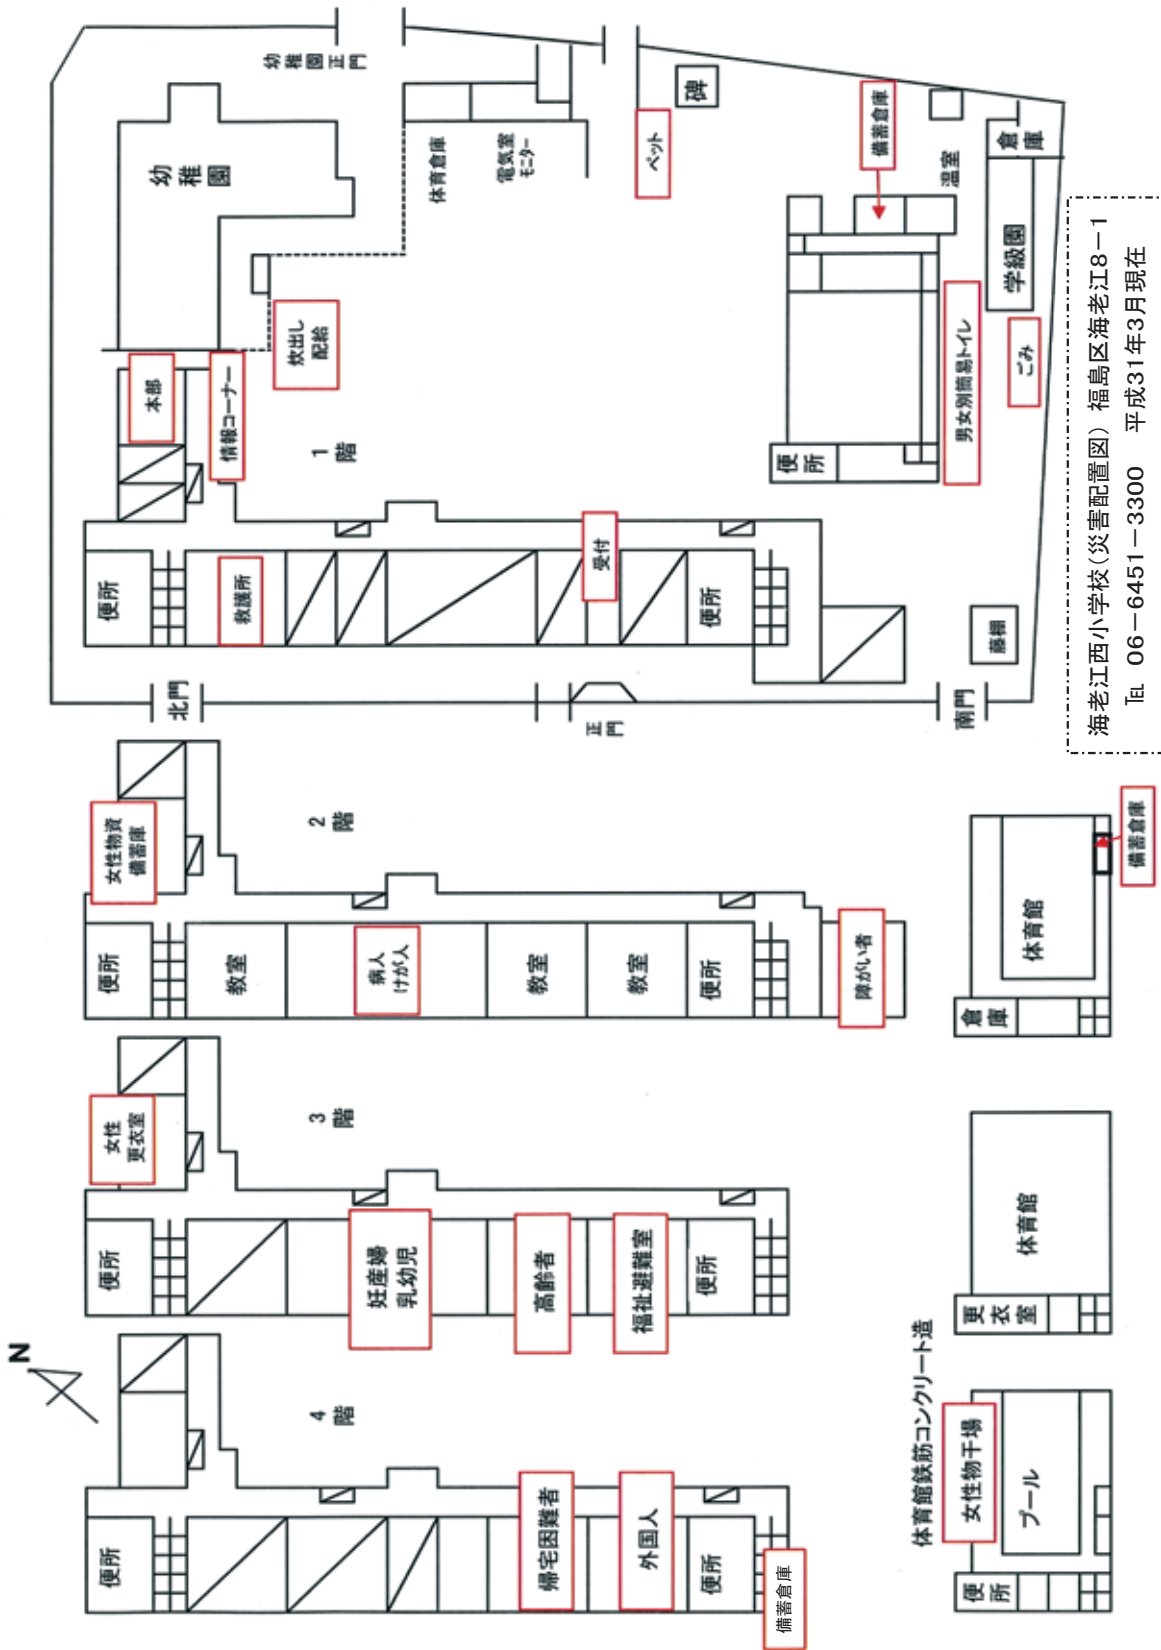 N
幼稚園正門
幼稚園
体育倉庫
電気室
モニター
ペット
碑
備蓄倉庫
温室
倉庫
学級園
ごみ
男女別簡易トイレ
便所
炊出し
配給
本部
情報コーナー
1階
便所
救護所
受付
便所
藤棚
北門
正門
南門
女性物資
備蓄庫
2階
便所
教室
病人
けが人
教室
教室
便所
障がい者
体育館
倉庫
備蓄倉庫
女性
更衣室
3階
便所
妊産婦
乳幼児
高齢者
福祉避難室
便所
体育館
更衣室
4階
便所
帰宅困難者
外国人
便所
備蓄倉庫
体育館鉄筋コンクリート造
女性物干場
プール
便所
海老江西小学校(災害配置図) 福島区海老江8－1
℡ 06－6451－3300 平成31年3月現在